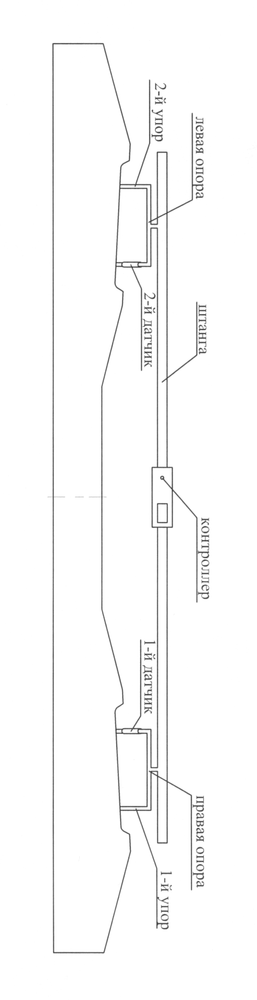 2-й упор
левая опора
2-й датчик
штанга
контроллер
1-й датчик
правая опора
1-й упор